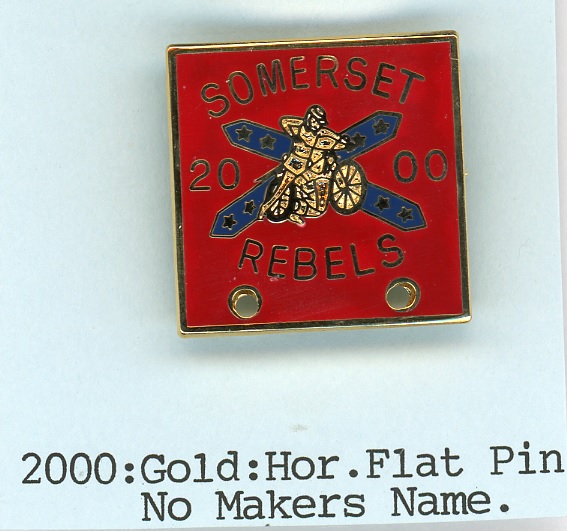 SOMERSET
20 00
REBELS
2000:Gold:Hor.Flat Pin
No Makers Name.